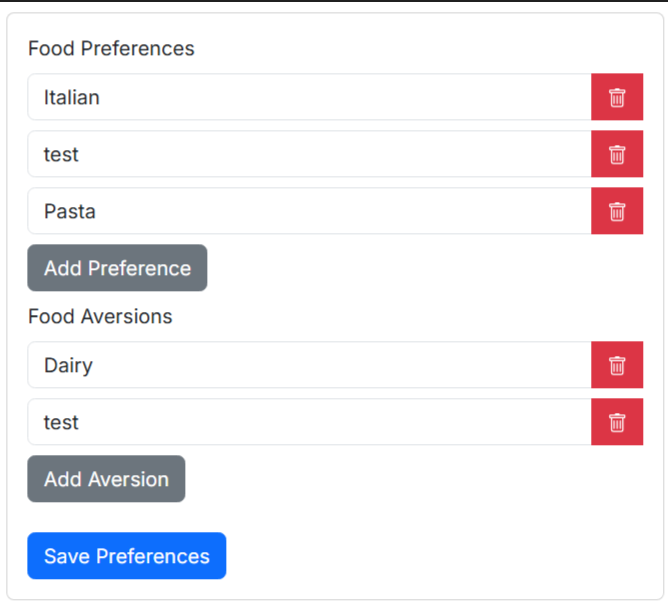 Food Preferences
Italian
test
Pasta
Add Preference
Food Aversions
Dairy
test
Add Aversion
Save Preferences